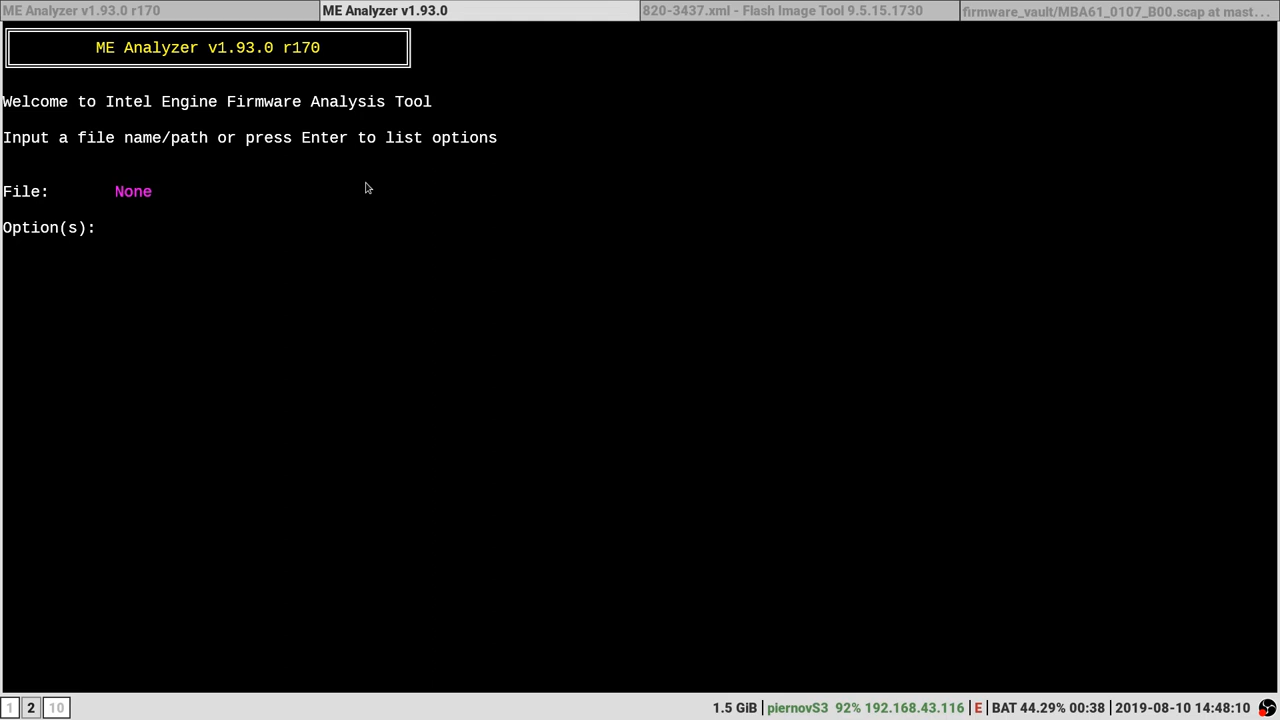 ME Analyzer v1.93.0 r170
ME Analyzer v1.93.0
820-3437.xml - Flash Image Tool 9.5.15.1730
firmware_vault/MBA61_0107_B00.scap at mast...
ME Analyzer v1.93.0 r170
Welcome to Intel Engine Firmware Analysis Tool
Input a file name/path or press Enter to list options
File: None
Option(s):
1 2 10
1.5 GiB | piernovS3 92% 192.168.43.116 | E | BAT 44.29% 00:38 | 2019-08-10 14:48:10